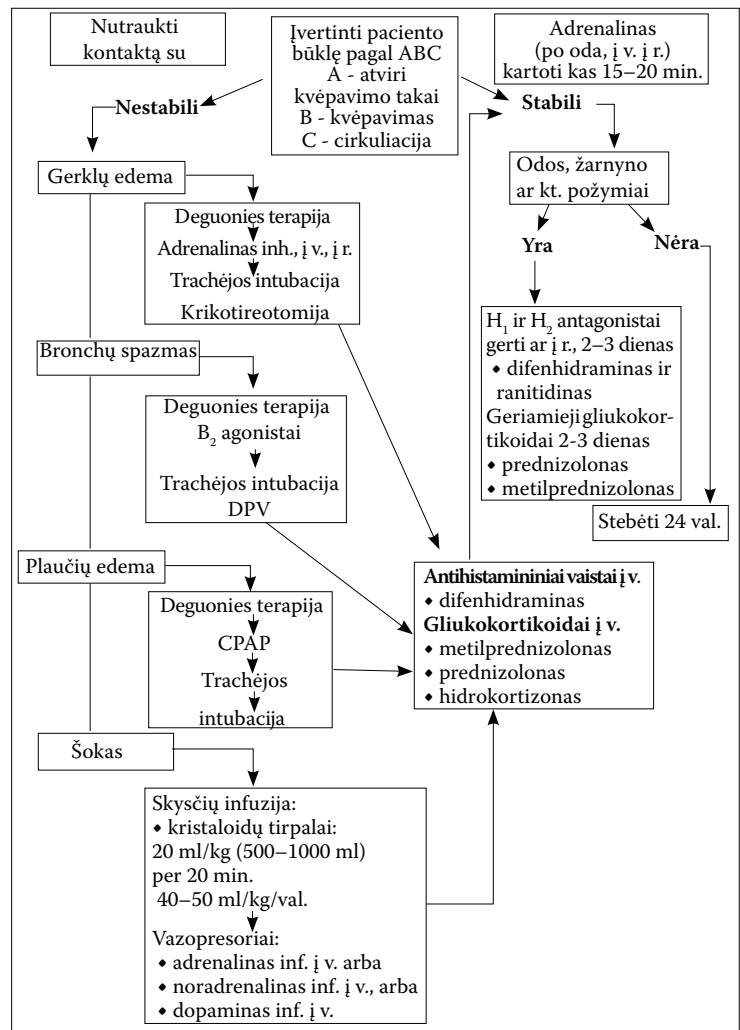 Nutraukti
kontaktą su
Įvertinti paciento
būklę pagal ABC
A - atviri
kvėpavimo takai
B - kvėpavimas
C - cirkuliacija
Adrenalinas
(po oda, į v. į r.)
kartoti kas 15–20 min.
Nestabili
Stabili
Gerklų edema
Deguonies terapija
Adrenalinas inh., į v., į r.
Trachėjos intubacija
Krikotireotomija
Odos, žarnyno
ar kt. požymiai
Yra
Nėra
H₁ ir H₂ antagonistai
gerti ar į r., 2–3 dienas
• difenhidraminas ir
ranitidinas
Geriamieji gliukokor-
tikoidai 2-3 dienas
• prednizolonas
• metilprednizolonas
Stebėti 24 val.
Bronchų spazmas
Deguonies terapija
B₂ agonistai
Trachėjos intubacija
DPV
Plaučių edema
Deguonies terapija
CPAP
Trachėjos
intubacija
Antihistamininiai vaistai į v.
• difenhidraminas
Gliukokortikoidai į v.
• metilprednizolonas
• prednizolonas
• hidrokortizonas
Šokas
Skysčių infuzija:
• kristaloidų tirpalai:
20 ml/kg (500–1000 ml)
per 20 min.
40–50 ml/kg/val.
Vazopresoriai:
• adrenalinas inf. į v. arba
• noradrenalinas inf. į v., arba
• dopaminas inf. į v.